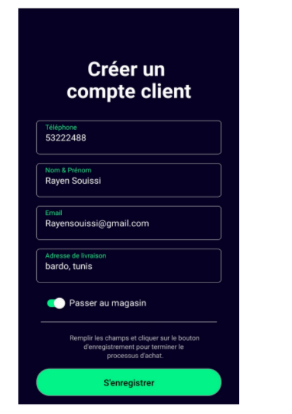 Créer un
compte client
Téléphone
53222488
Nom & Prénom
Rayen Souissi
Email
Rayensouissi@gmail.com
Adresse de livraison
bardo, tunis
Passer au magasin
Remplir les champs et cliquer sur le bouton
d'enregistrement pour terminer le
processus d'achat.
S'enregistrer